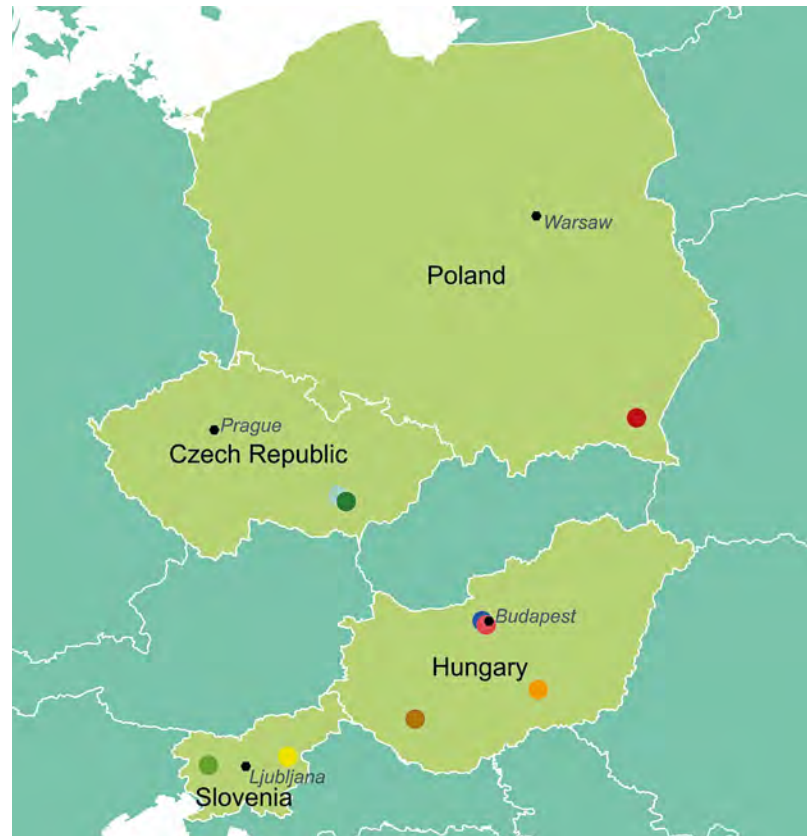 Warsaw
Poland
Prague
Czech Republic
Budapest
Hungary
Ljubljana
Slovenia